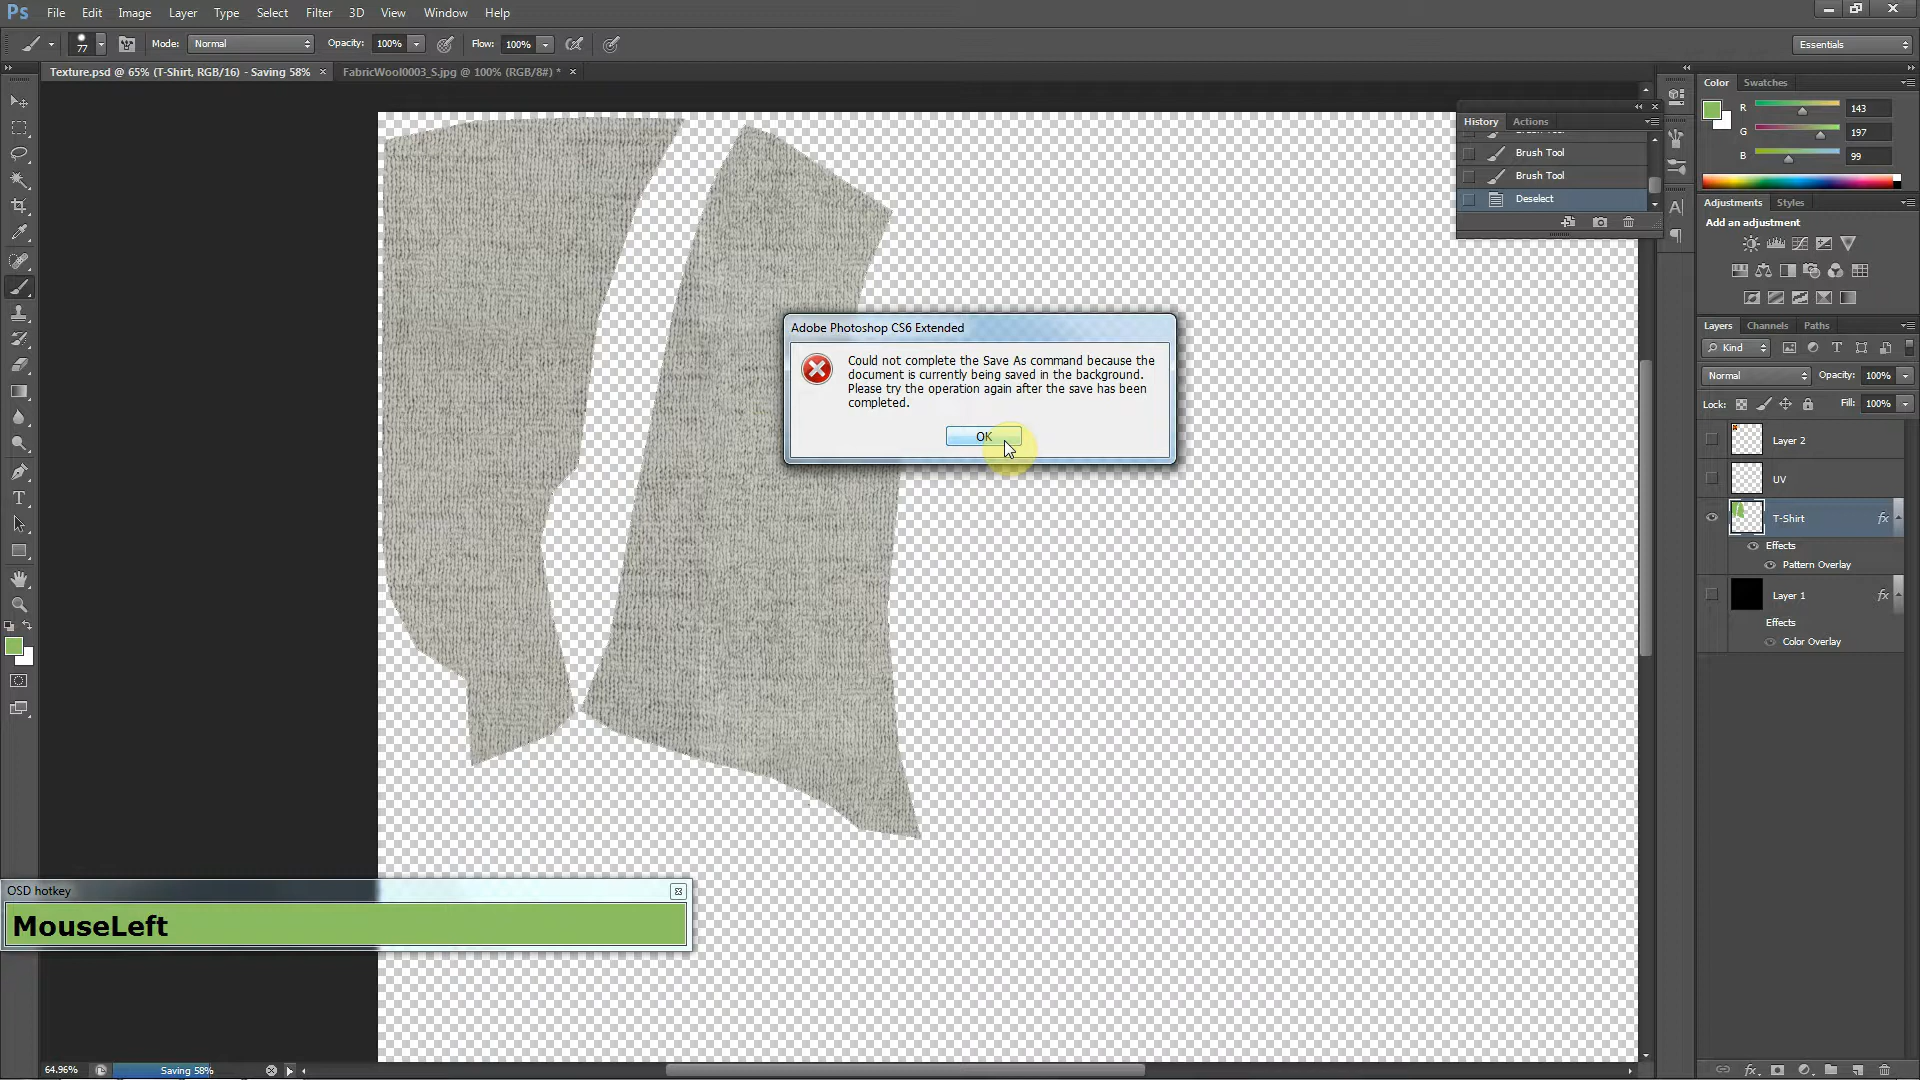 Ps File Edit Image Layer Type Select Filter 3D View Window Help
77 Mode: Normal Opacity: 100% Flow: 100% Essentials
Texture.psd @ 65% (T-Shirt, RGB/16) - Saving 58% × FabricWool0003_S.jpg @ 100% (RGB/8#) * ×
Color Swatches
R 143
G 197
B 99
History Actions
Brush Tool
Brush Tool
Deselect
Adjustments Styles
Add an adjustment
Adobe Photoshop CS6 Extended
Could not complete the Save As command because the
document is currently being saved in the background.
Please try the operation again after the save has been
completed.
OK
Layers Channels Paths
Kind
Normal Opacity: 100%
Lock: Fill: 100%
Layer 2
UV
T-Shirt fx
Effects
Pattern Overlay
Layer 1 fx
Effects
Color Overlay
OSD hotkey
MouseLeft
64.96% Saving 58%